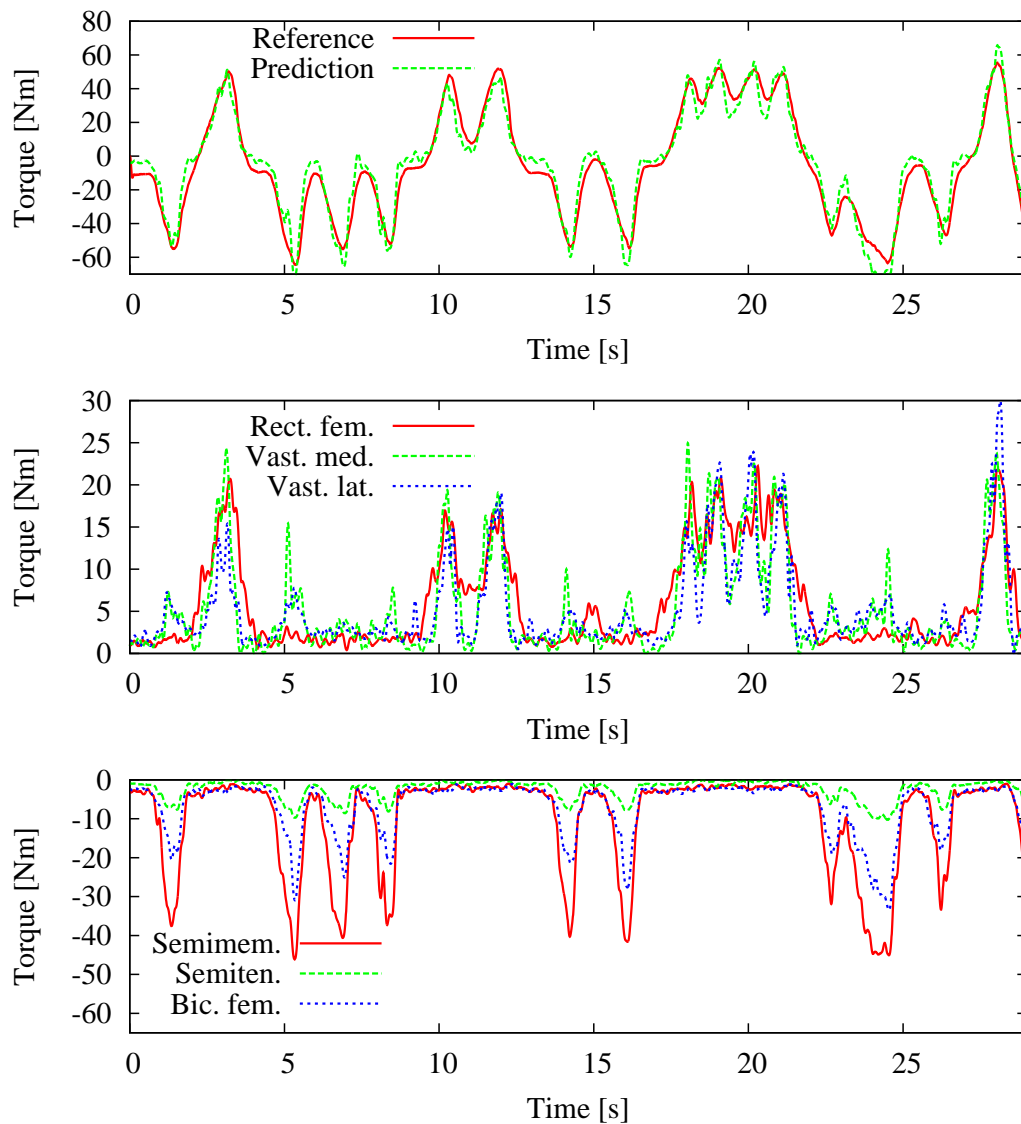 80
60
40
20
0
-20
-40
-60
Torque [Nm]
Reference
Prediction
0 5 10 15 20 25
Time [s]
30
25
20
15
10
5
0
Torque [Nm]
Rect. fem.
Vast. med.
Vast. lat.
0 5 10 15 20 25
Time [s]
0
-10
-20
-30
-40
-50
-60
Torque [Nm]
Semimem.
Semiten.
Bic. fem.
0 5 10 15 20 25
Time [s]